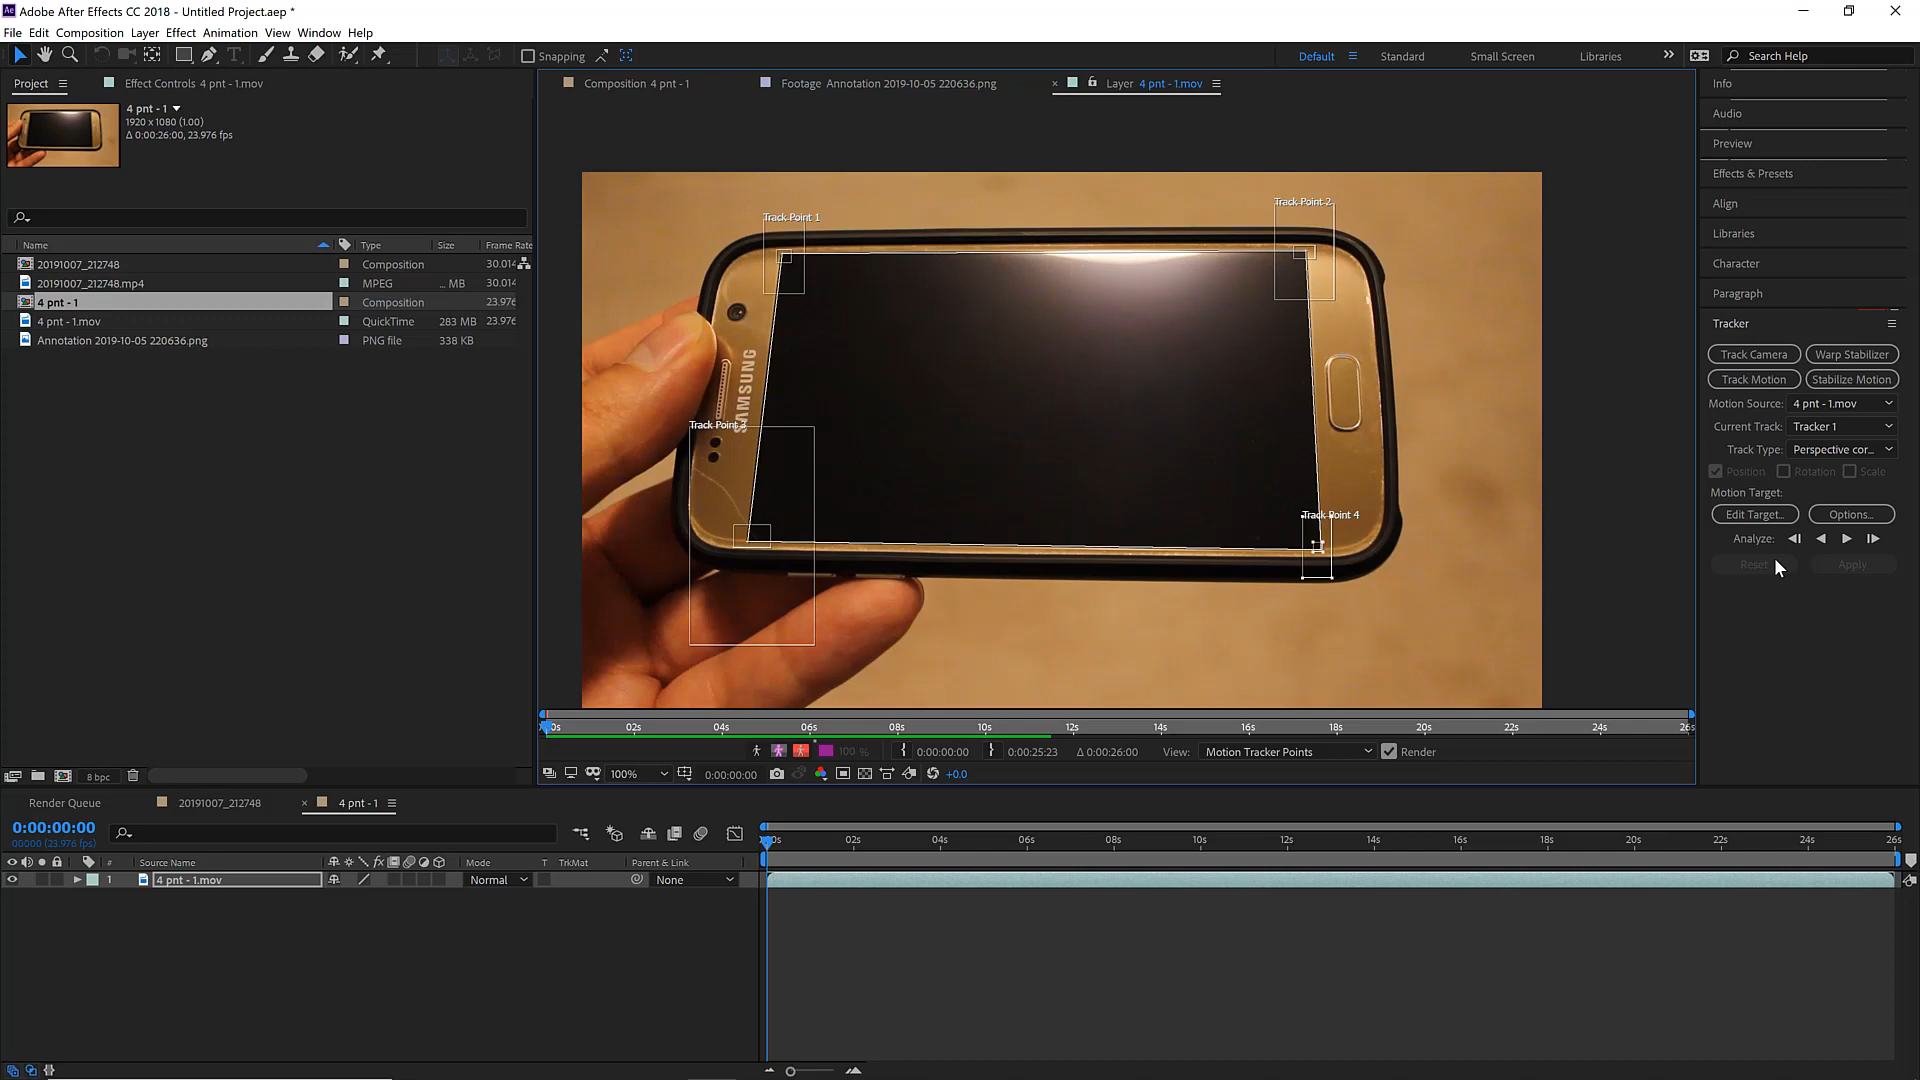 Adobe After Effects CC 2018 - Untitled Project.aep *
File Edit Composition Layer Effect Animation View Window Help
Snapping
Default Standard Small Screen Libraries Search Help
Project Effect Controls 4 pnt - 1.mov
Composition 4 pnt - 1 Footage Annotation 2019-10-05 220636.png Layer 4 pnt - 1.mov
4 pnt - 1
1920 x 1080 (1.00)
Δ 0:00:26:00, 23.976 fps
Name Type Size Frame Rate
20191007_212748 Composition 30.014
20191007_212748.mp4 MPEG ... MB 30.014
4 pnt - 1 Composition 23.976
4 pnt - 1.mov QuickTime 283 MB 23.976
Annotation 2019-10-05 220636.png PNG file 338 KB
8 bpc
Track Point 1
Track Point 2
SAMSUNG
Track Point 3
Track Point 4
0s 02s 04s 06s 08s 10s 12s 14s 16s 18s 20s 22s 24s 26s
100 % 0:00:00:00 0:00:25:23 Δ 0:00:26:00 View: Motion Tracker Points Render
100% 0:00:00:00 +0.0
Info
Audio
Preview
Effects & Presets
Align
Libraries
Character
Paragraph
Tracker
Track Camera Warp Stabilizer
Track Motion Stabilize Motion
Motion Source: 4 pnt - 1.mov
Current Track: Tracker 1
Track Type: Perspective cor...
Position Rotation Scale
Motion Target:
Edit Target... Options...
Analyze:
Reset Apply
Render Queue 20191007_212748 4 pnt - 1
0:00:00:00
00000 (23.976 fps)
# Source Name Mode T TrkMat Parent & Link
1 4 pnt - 1.mov Normal None
0s 02s 04s 06s 08s 10s 12s 14s 16s 18s 20s 22s 24s 26s